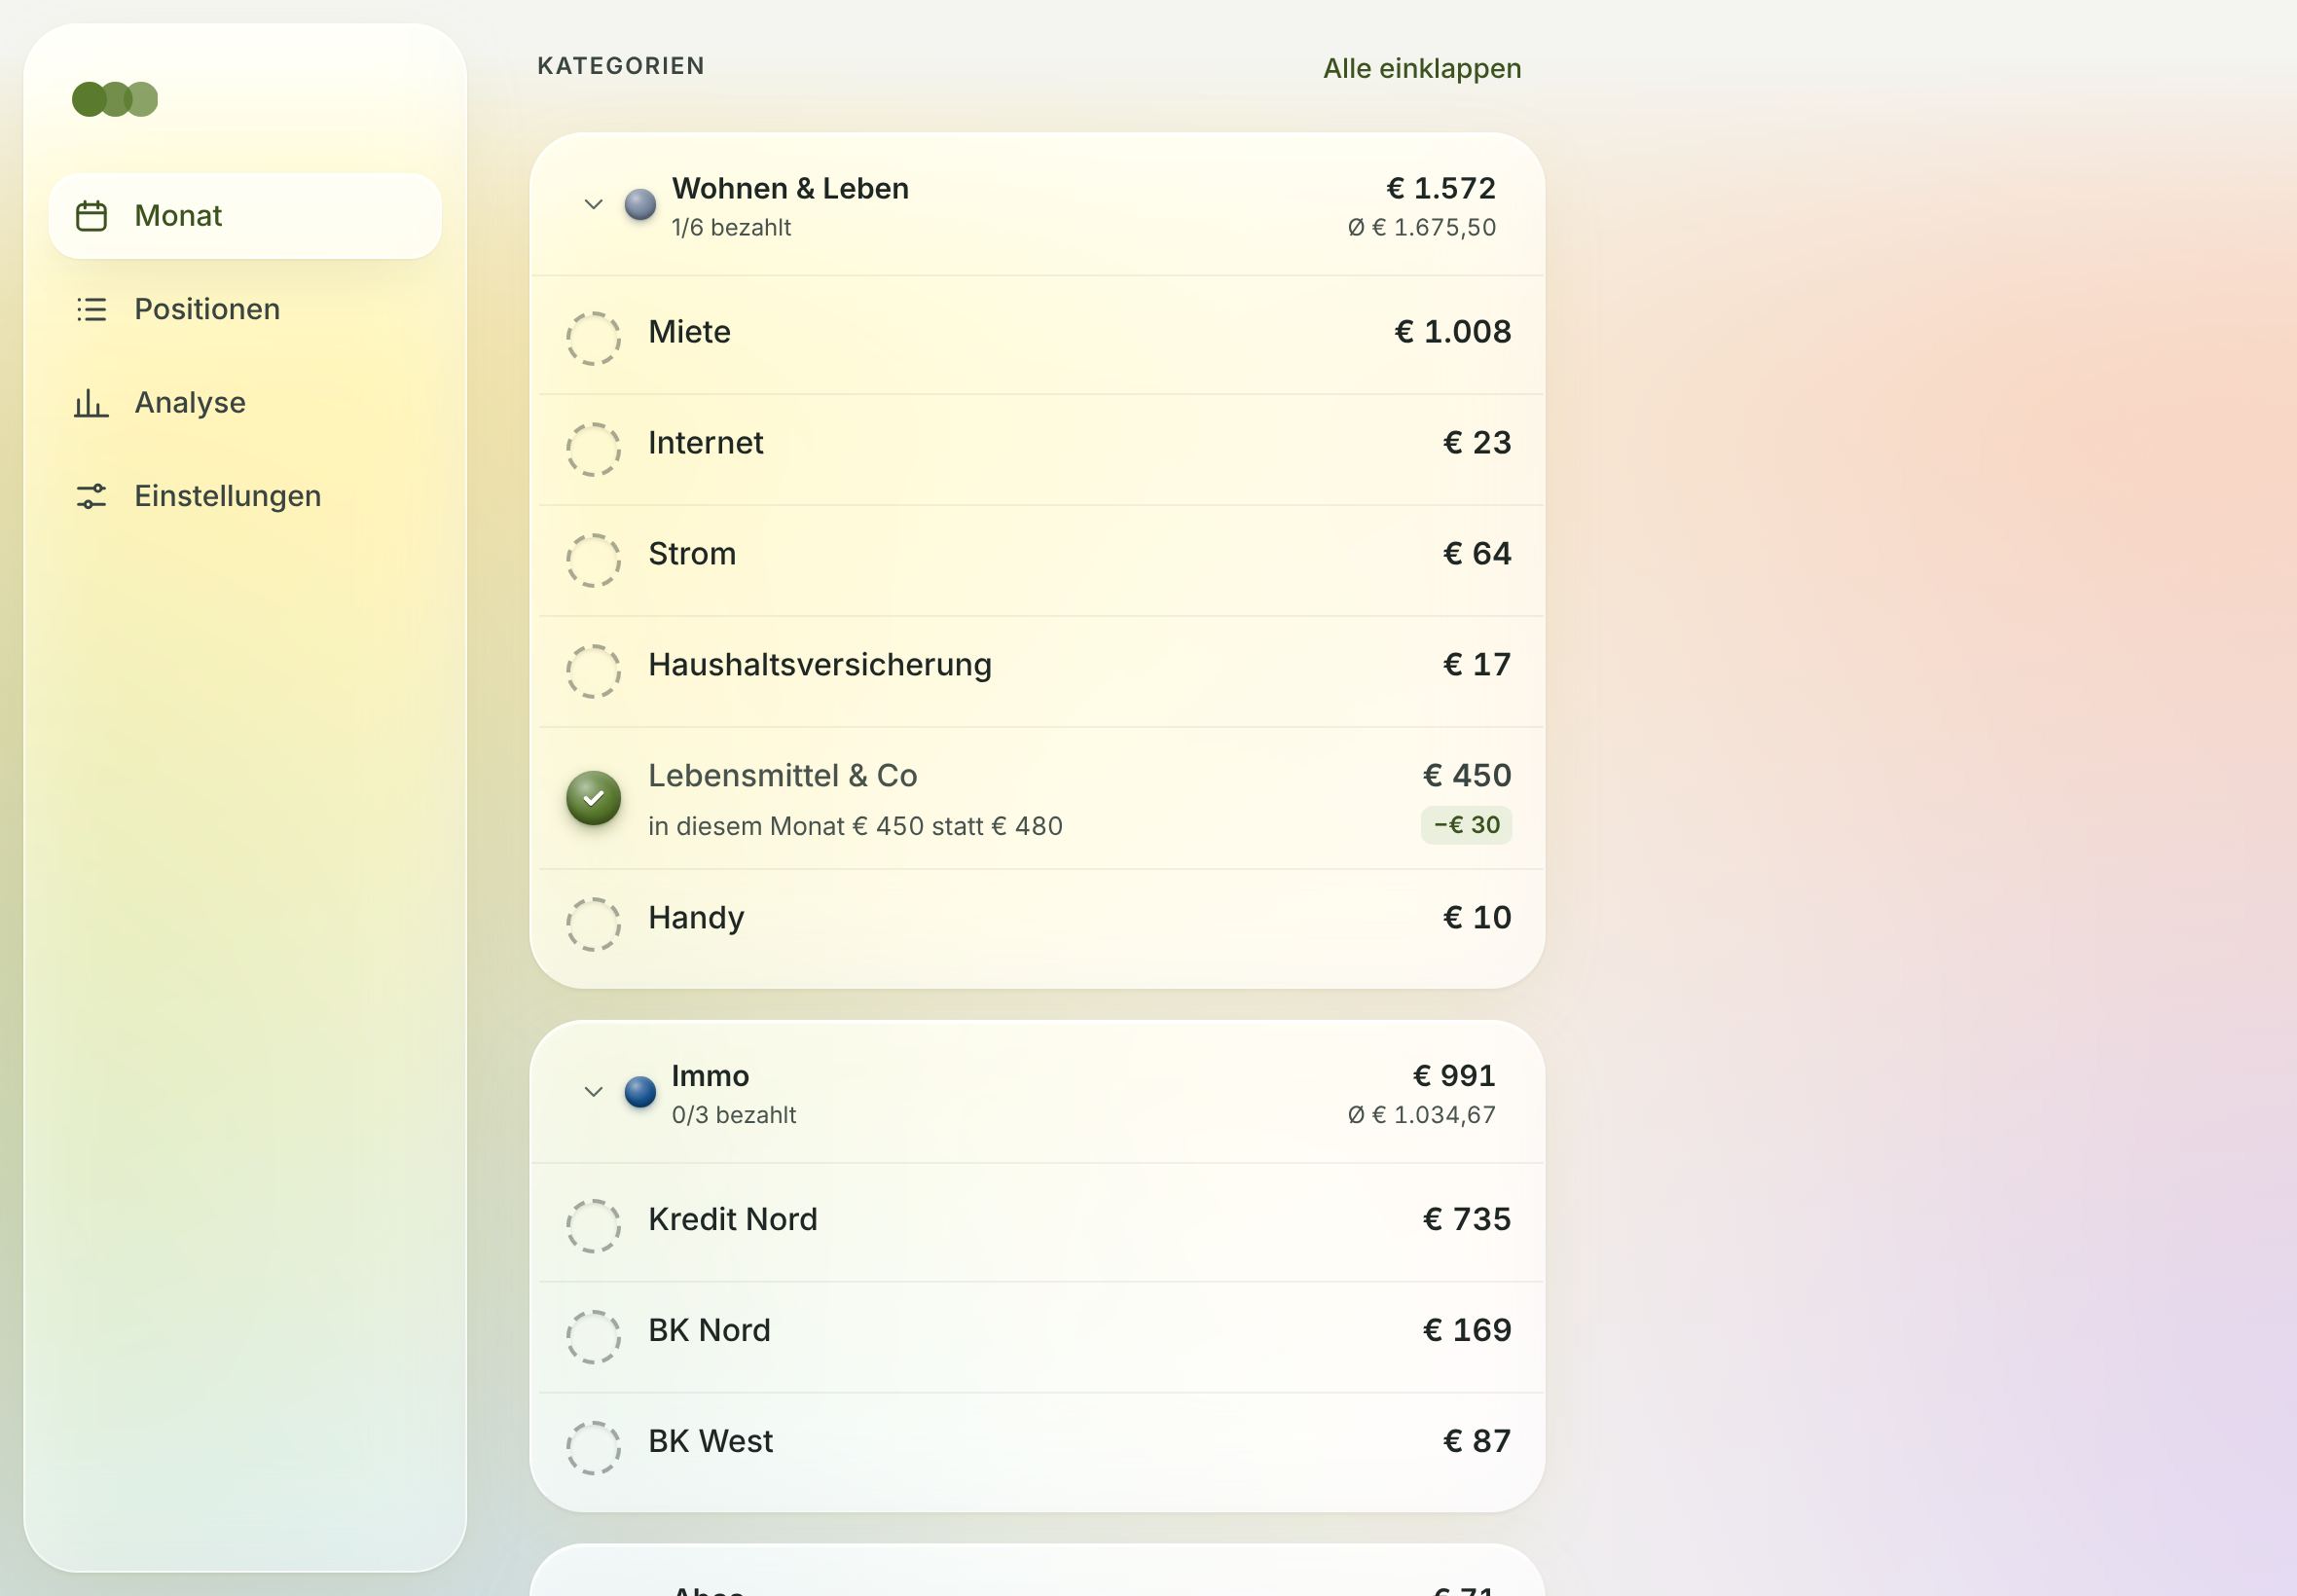 Monat
Positionen
Analyse
Einstellungen
KATEGORIEN
Alle einklappen
Wohnen & Leben
€ 1.572
1/6 bezahlt
Ø € 1.675,50
Miete
€ 1.008
Internet
€ 23
Strom
€ 64
Haushaltsversicherung
€ 17
Lebensmittel & Co
€ 450
in diesem Monat € 450 statt € 480
−€ 30
Handy
€ 10
Immo
€ 991
0/3 bezahlt
Ø € 1.034,67
Kredit Nord
€ 735
BK Nord
€ 169
BK West
€ 87